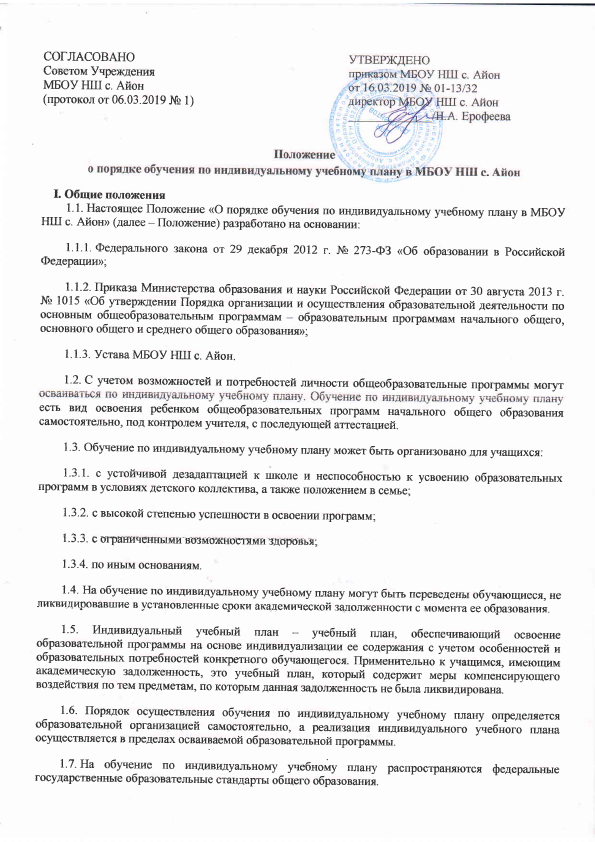 СОГЛАСОВАНО
Советом Учреждения
МБОУ НШ с. Айон
(протокол от 06.03.2019 № 1)
УТВЕРЖДЕНО
приказом МБОУ НШ с. Айон
от 16.03.2019 № 01-13/32
директор МБОУ НШ с. Айон
Н.А. Ерофеева
Положение
о порядке обучения по индивидуальному учебному плану в МБОУ НШ с. Айон
I. Общие положения
1.1. Настоящее Положение «О порядке обучения по индивидуальному учебному плану в МБОУ
НШ с. Айон» (далее – Положение) разработано на основании:
1.1.1. Федерального закона от 29 декабря 2012 г. № 273-ФЗ «Об образовании в Российской
Федерации»;
1.1.2. Приказа Министерства образования и науки Российской Федерации от 30 августа 2013 г.
№ 1015 «Об утверждении Порядка организации и осуществления образовательной деятельности по
основным общеобразовательным программам – образовательным программам начального общего,
основного общего и среднего общего образования»;
1.1.3. Устава МБОУ НШ с. Айон.
1.2. С учетом возможностей и потребностей личности общеобразовательные программы могут
осваиваться по индивидуальному учебному плану. Обучение по индивидуальному учебному плану
есть вид освоения ребенком общеобразовательных программ начального общего образования
самостоятельно, под контролем учителя, с последующей аттестацией.
1.3. Обучение по индивидуальному учебному плану может быть организовано для учащихся:
1.3.1. с устойчивой дезадаптацией к школе и неспособностью к усвоению образовательных
программ в условиях детского коллектива, а также положением в семье;
1.3.2. с высокой степенью успешности в освоении программ;
1.3.3. с ограниченными возможностями здоровья;
1.3.4. по иным основаниям.
1.4. На обучение по индивидуальному учебному плану могут быть переведены обучающиеся, не
ликвидировавшие в установленные сроки академической задолженности с момента ее образования.
1.5. Индивидуальный учебный план – учебный план, обеспечивающий освоение
образовательной программы на основе индивидуализации ее содержания с учетом особенностей и
образовательных потребностей конкретного обучающегося. Применительно к учащимся, имеющим
академическую задолженность, это учебный план, который содержит меры компенсирующего
воздействия по тем предметам, по которым данная задолженность не была ликвидирована.
1.6. Порядок осуществления обучения по индивидуальному учебному плану определяется
образовательной организацией самостоятельно, а реализация индивидуального учебного плана
осуществляется в пределах осваиваемой образовательной программы.
1.7. На обучение по индивидуальному учебному плану распространяются федеральные
государственные образовательные стандарты общего образования.